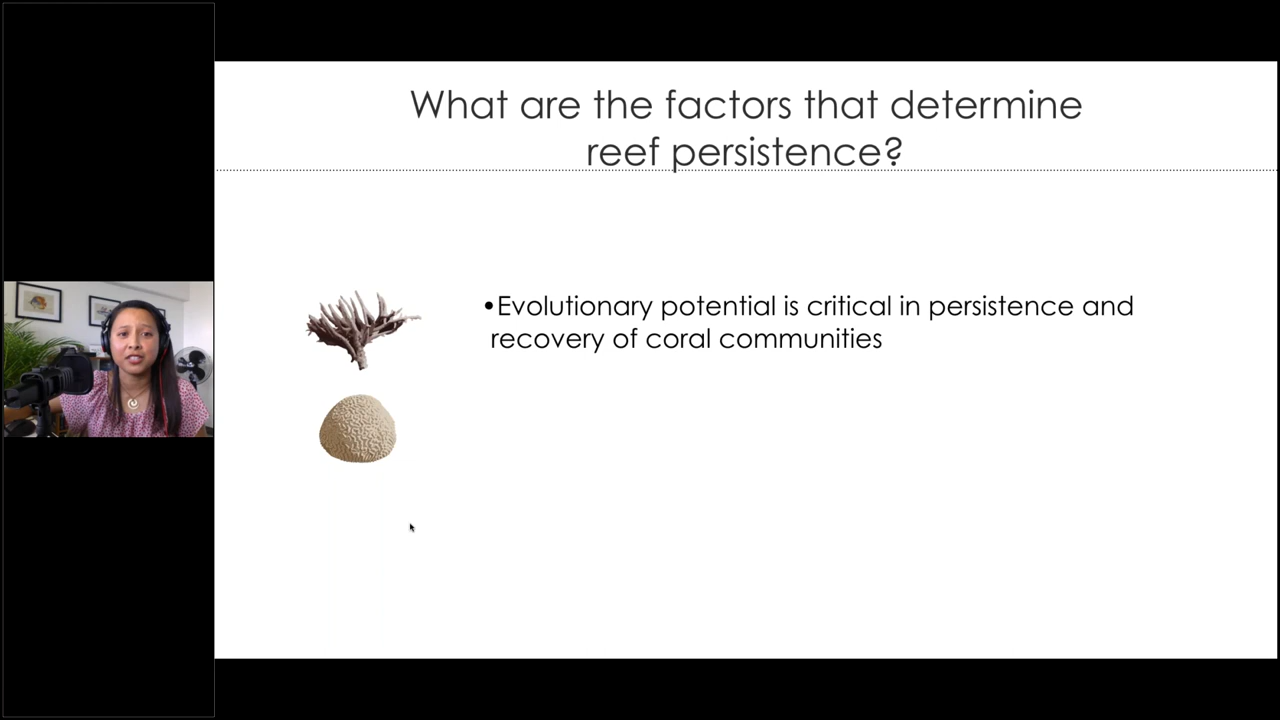 What are the factors that determine
reef persistence?
•Evolutionary potential is critical in persistence and
recovery of coral communities